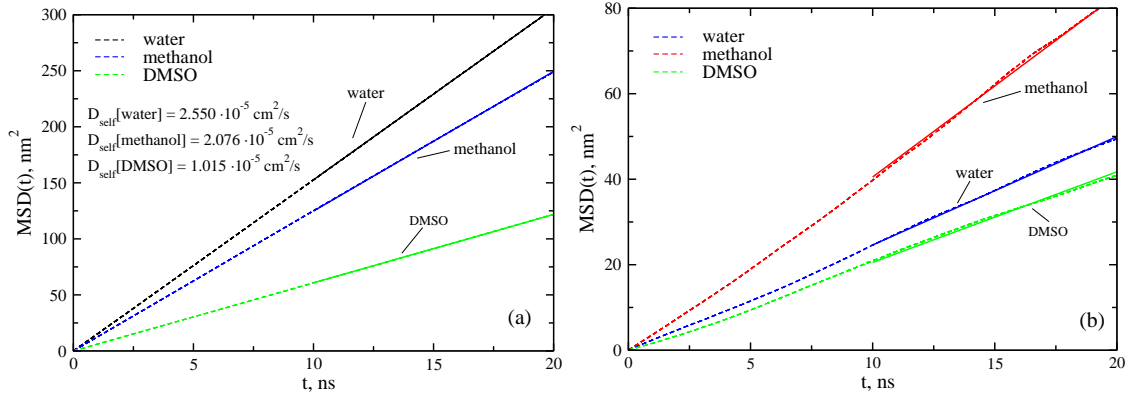 300
250
200
150
100
50
0
MSD(t), nm²
water
methanol
DMSO
D_self[water] = 2.550 ·10⁻⁵ cm²/s
D_self[methanol] = 2.076 ·10⁻⁵ cm²/s
D_self[DMSO] = 1.015 ·10⁻⁵ cm²/s
water
methanol
DMSO
(a)
0
5
10
15
20
t, ns
80
60
40
20
0
MSD(t), nm²
water
methanol
DMSO
methanol
water
DMSO
(b)
0
5
10
15
20
t, ns